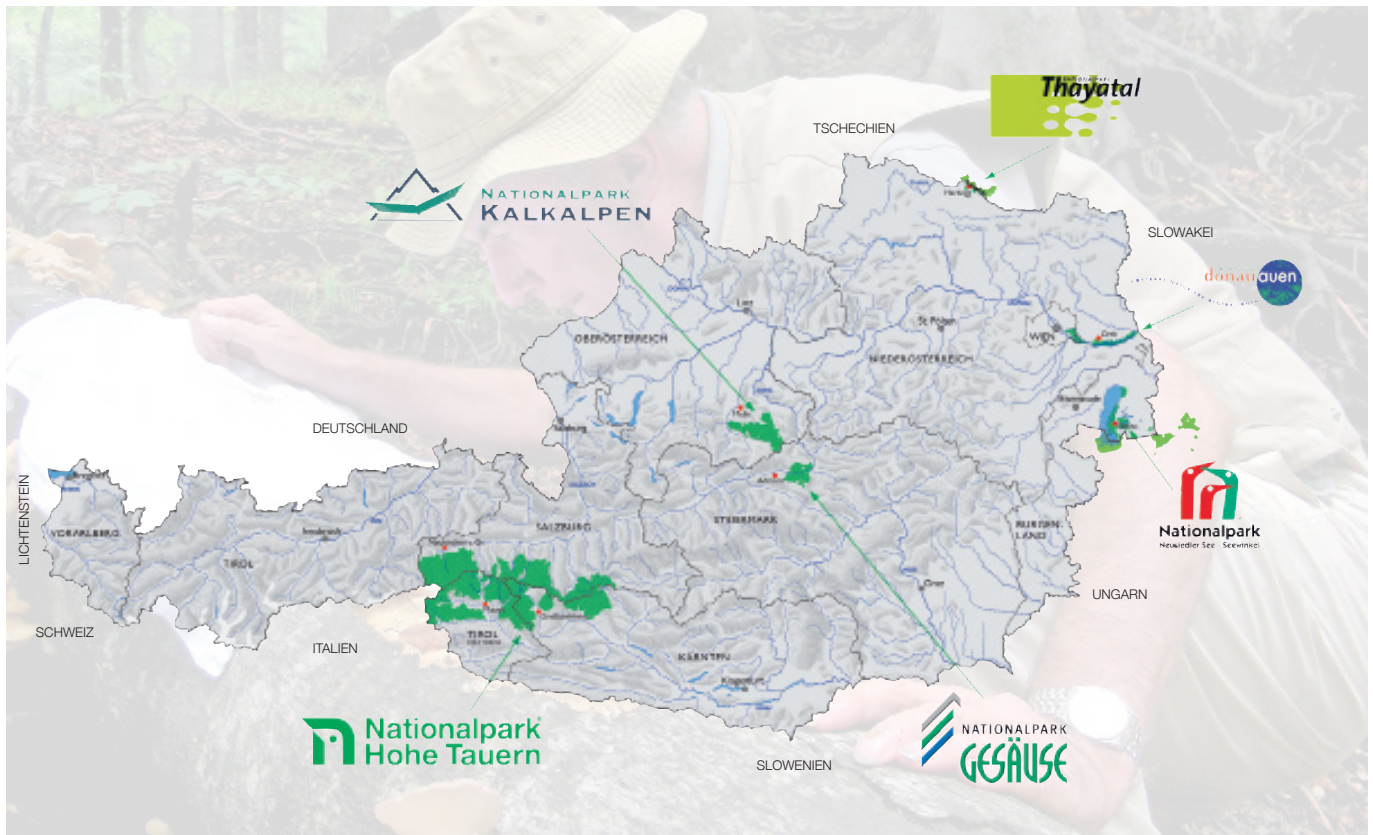 NATIONALPARK
Thayatal
TSCHECHIEN
NATIONALPARK
KALKALPEN
SLOWAKEI
donauauen
Linz
St. Pölten
WIEN
OBERÖSTERREICH
NIEDERÖSTERREICH
Salzburg
DEUTSCHLAND
LICHTENSTEIN
VORARLBERG
Innsbruck
SALZBURG
STEIERMARK
BURGEN-
LAND
TIROL
Nationalpark
Neusiedler See - Seewinkel
Graz
UNGARN
SCHWEIZ
ITALIEN
TIROL
KÄRNTEN
Klagenfurt
Nationalpark
Hohe Tauern
NATIONALPARK
GESÄUSE
SLOWENIEN